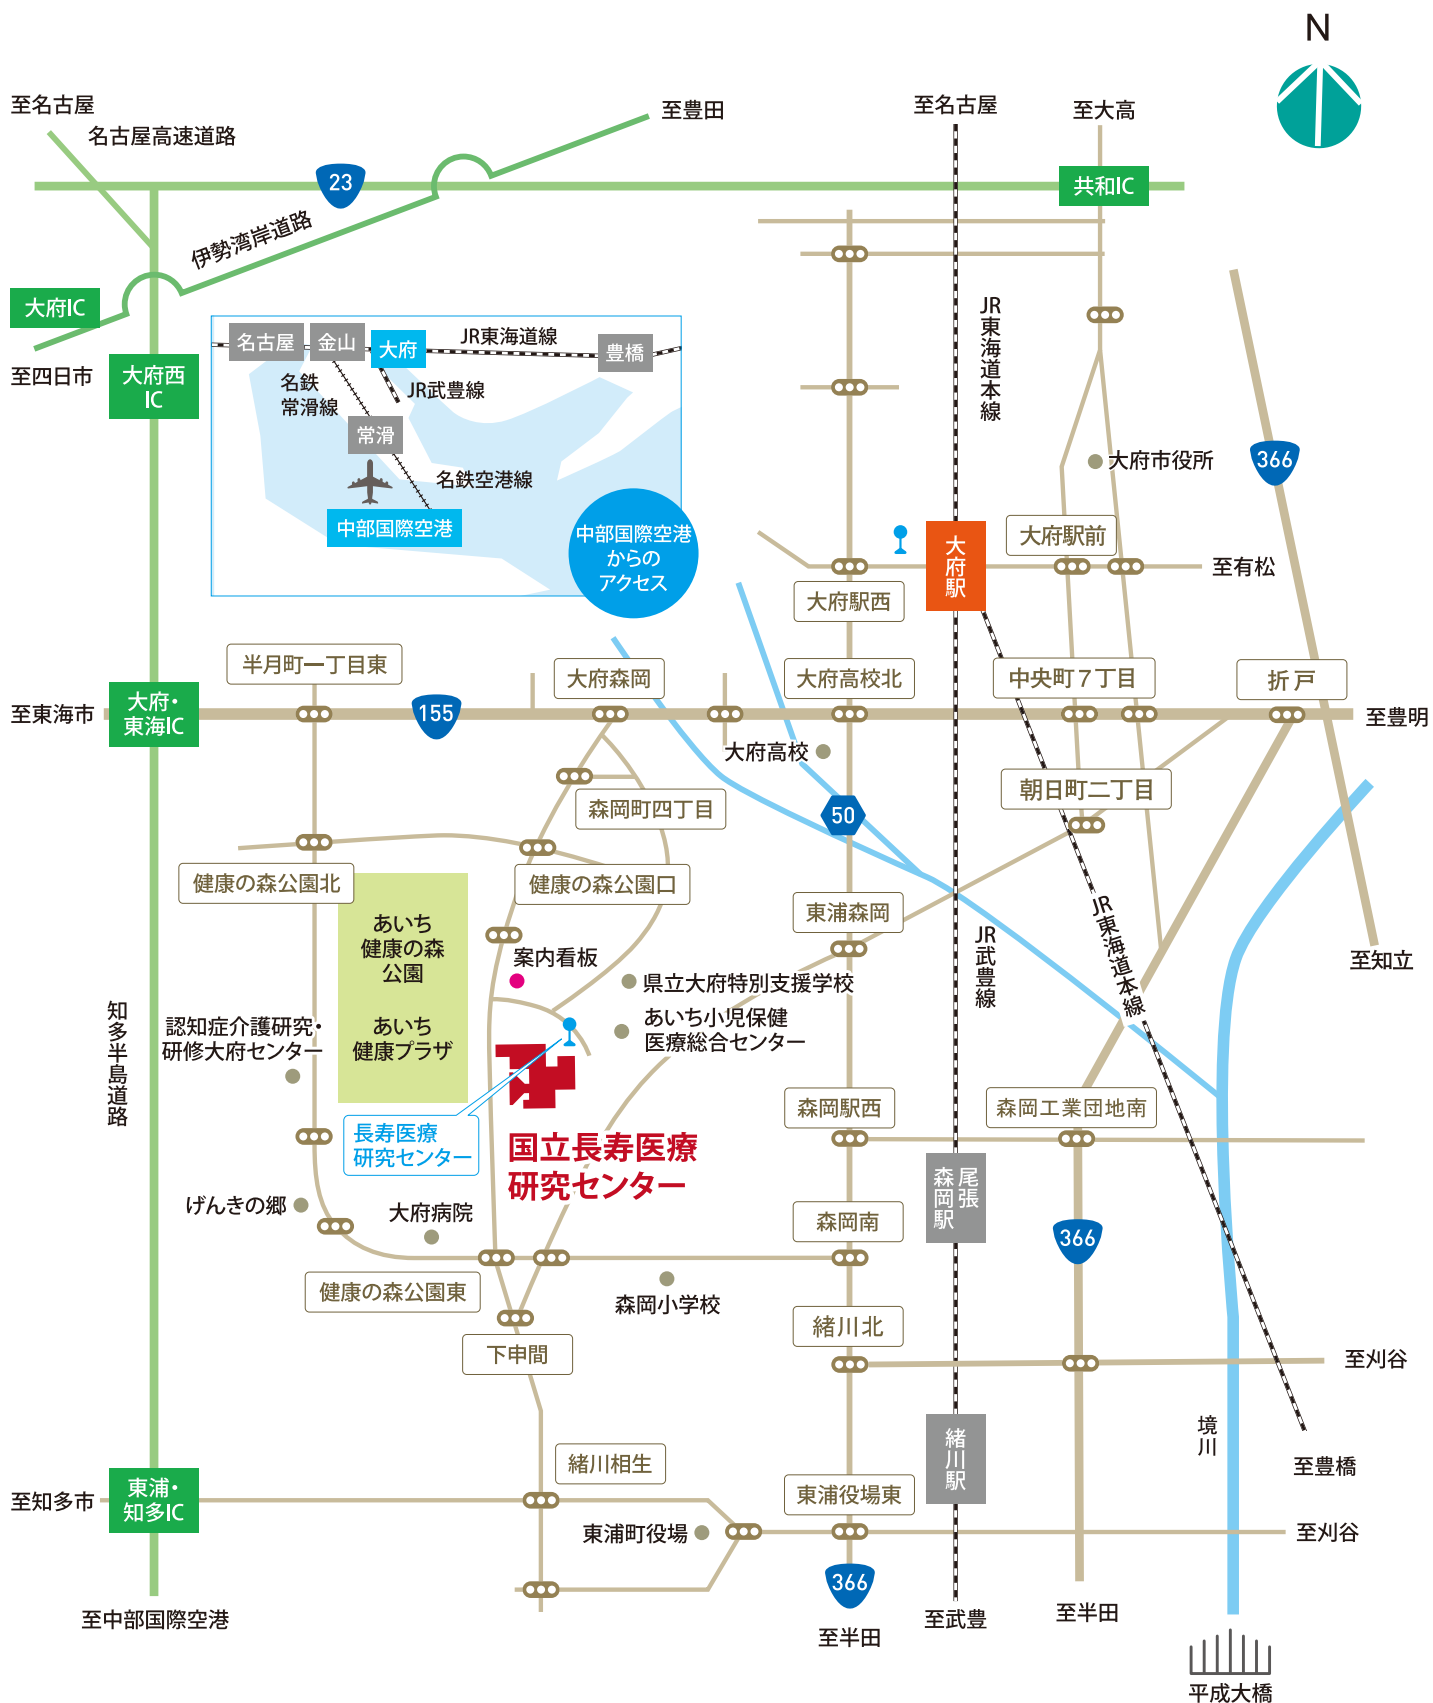 N
至名古屋
名古屋高速道路
至豊田
至名古屋
至大高
23
共和IC
伊勢湾岸道路
大府IC
至四日市
大府西
IC
名古屋
金山
大府
JR東海道線
豊橋
名鉄
常滑線
JR武豊線
常滑
名鉄空港線
中部国際空港
中部国際空港
からの
アクセス
JR東海道本線
366
大府市役所
大府駅
大府駅前
至有松
大府駅西
半月町一丁目東
大府森岡
大府高校北
中央町7丁目
折戸
至東海市
大府・
東海IC
155
至豊明
大府高校
森岡町四丁目
50
朝日町二丁目
健康の森公園北
健康の森公園口
東浦森岡
あいち
健康の森
公園
案内看板
県立大府特別支援学校
JR武豊線
JR東海道本線
至知立
知多半島道路
認知症介護研究・
研修大府センター
あいち
健康プラザ
あいち小児保健
医療総合センター
長寿医療
研究センター
国立長寿医療
研究センター
森岡駅西
森岡工業団地南
尾張
森岡駅
げんきの郷
大府病院
森岡南
366
健康の森公園東
森岡小学校
下申間
緒川北
至刈谷
境川
緒川相生
緒川駅
至豊橋
至知多市
東浦・
知多IC
東浦役場東
東浦町役場
至刈谷
366
至中部国際空港
至半田
至武豊
至半田
平成大橋